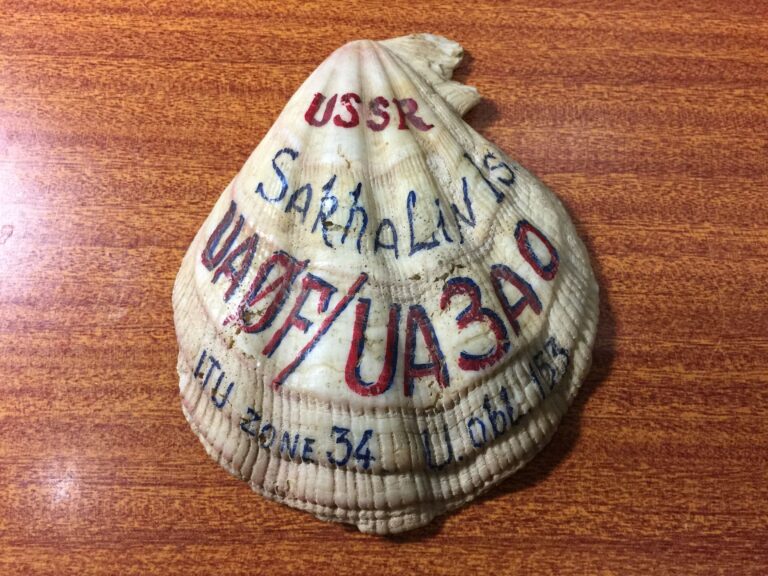 USSR
Sakhalin Is
UAØF/UA3AO
ITU ZONE 34 U. obl. 153